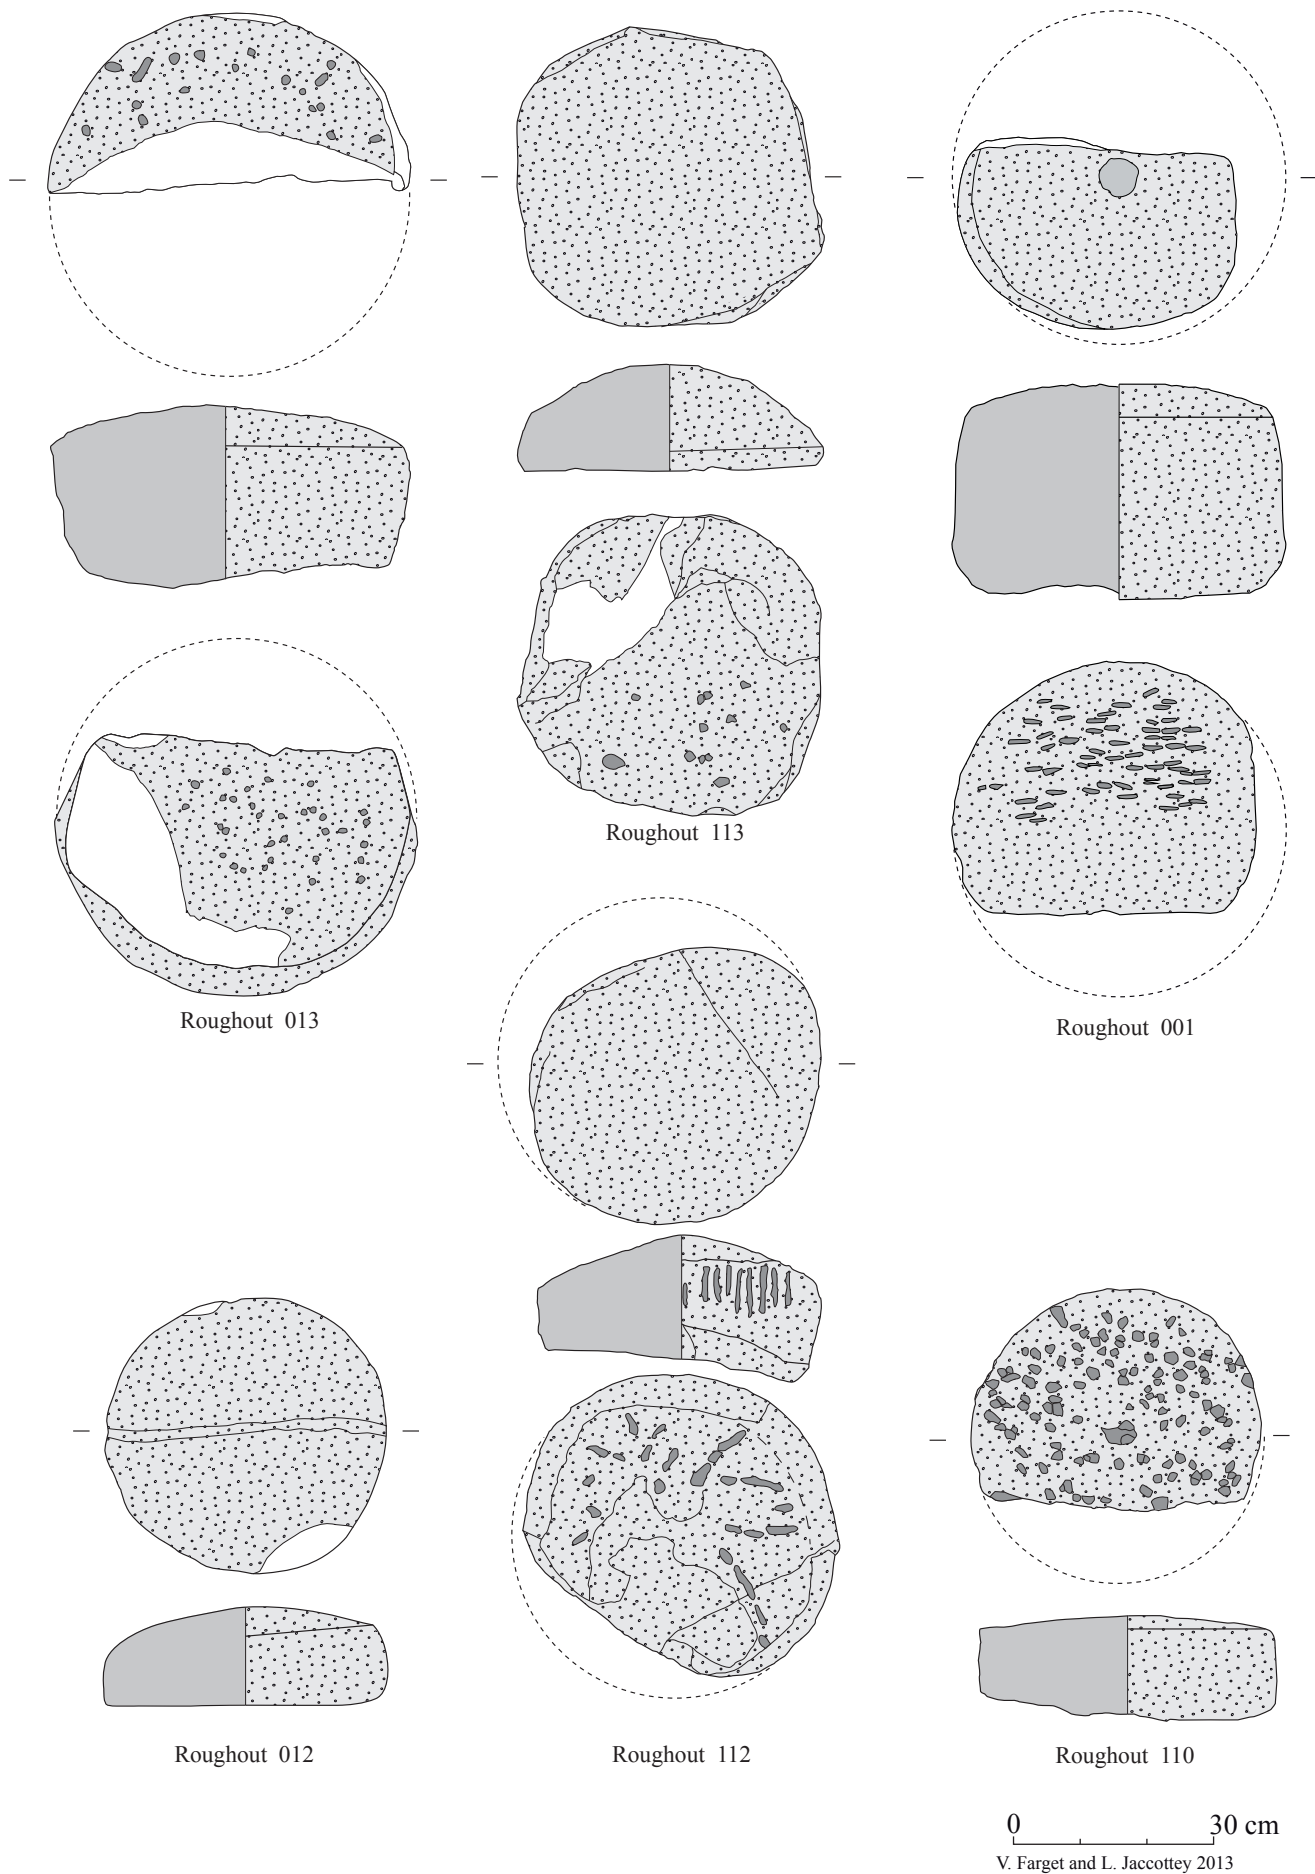 Roughout 113
Roughout 013
Roughout 001
Roughout 012
Roughout 112
Roughout 110
0 30 cm
V. Farget and L. Jaccottey 2013